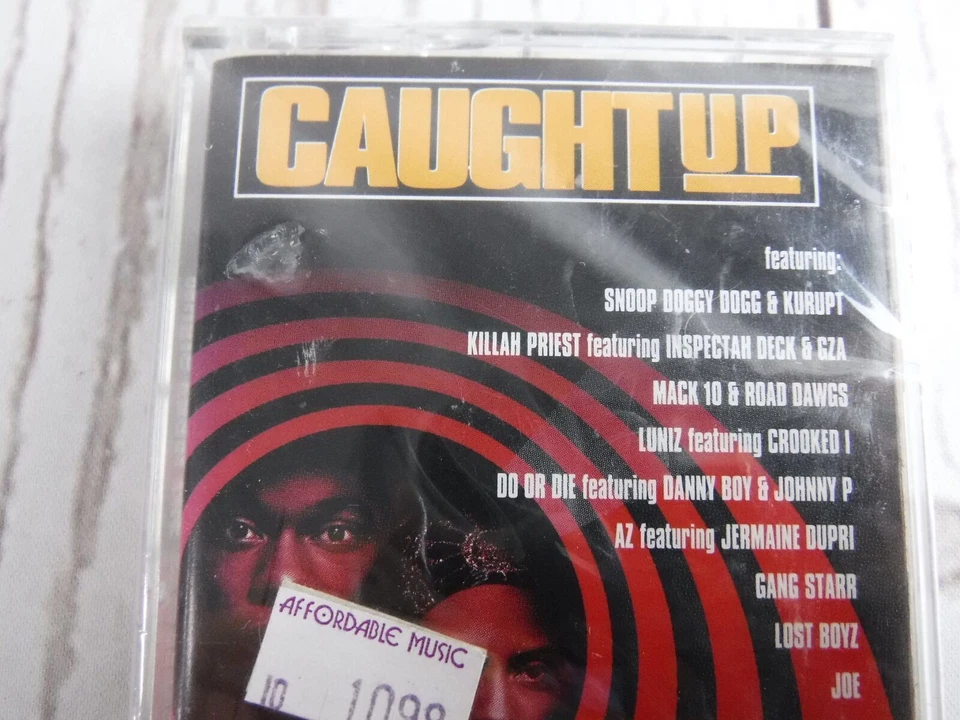 CAUGHT UP
featuring:
SNOOP DOGGY DOGG & KURUPT
KILLAH PRIEST featuring INSPECTAH DECK & GZA
MACK 10 & ROAD DAWGS
LUNIZ featuring CROOKED I
DO OR DIE featuring DANNY BOY & JOHNNY P
AZ featuring JERMAINE DUPRI
GANG STARR
LOST BOYZ
JOE
AFFORDABLE MUSIC
10 1098